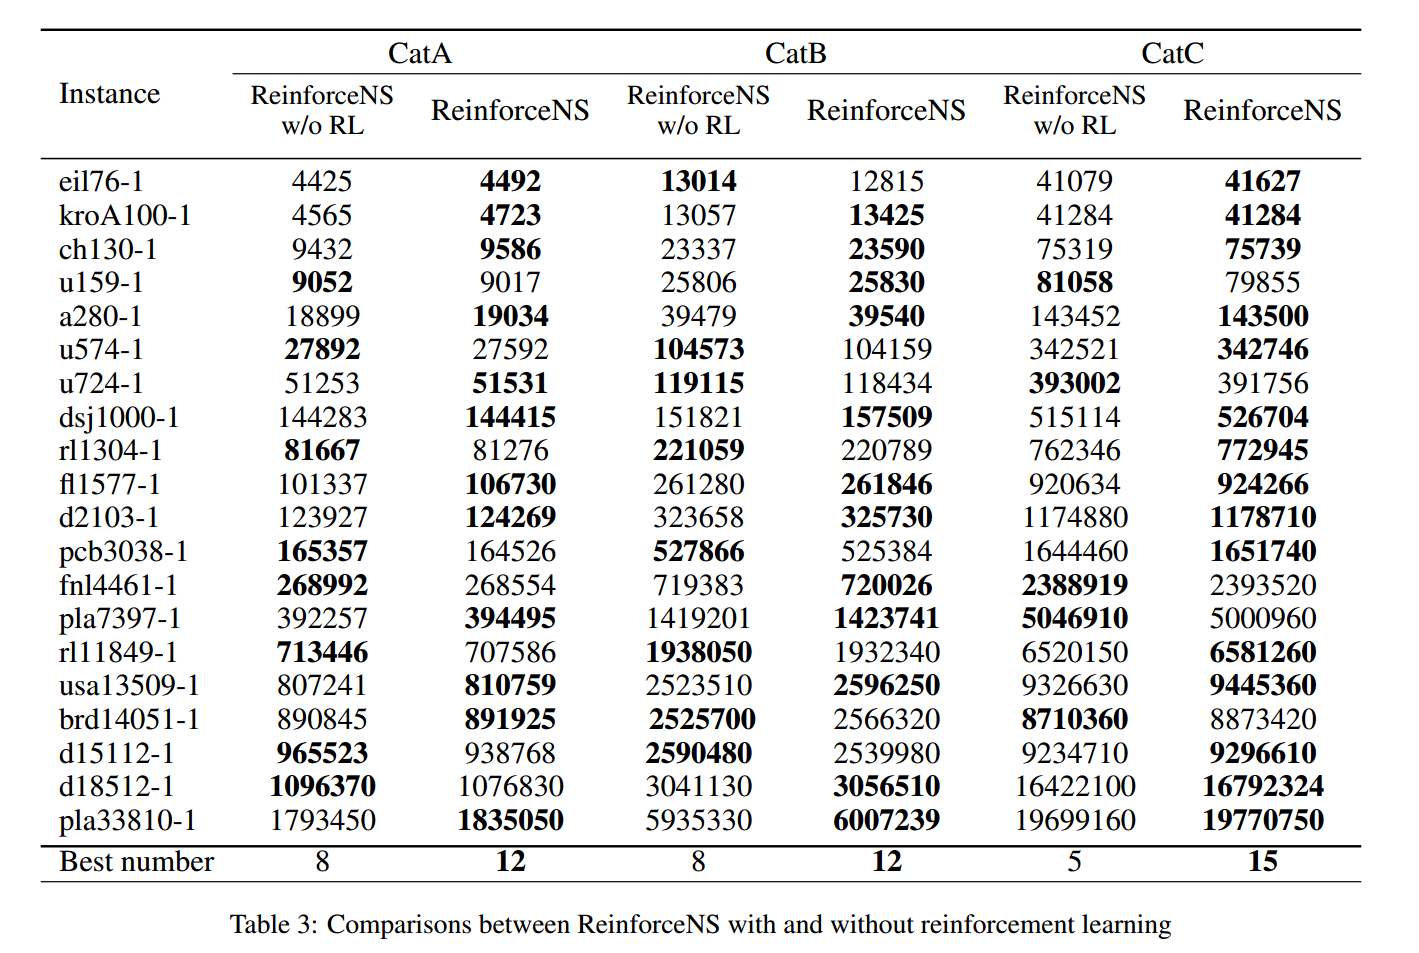 CatA CatB CatC
Instance
ReinforceNS w/o RL ReinforceNS ReinforceNS w/o RL ReinforceNS ReinforceNS w/o RL ReinforceNS
eil76-1 4425 4492 13014 12815 41079 41627
kroA100-1 4565 4723 13057 13425 41284 41284
ch130-1 9432 9586 23337 23590 75319 75739
u159-1 9052 9017 25806 25830 81058 79855
a280-1 18899 19034 39479 39540 143452 143500
u574-1 27892 27592 104573 104159 342521 342746
u724-1 51253 51531 119115 118434 393002 391756
dsj1000-1 144283 144415 151821 157509 515114 526704
rl1304-1 81667 81276 221059 220789 762346 772945
fl1577-1 101337 106730 261280 261846 920634 924266
d2103-1 123927 124269 323658 325730 1174880 1178710
pcb3038-1 165357 164526 527866 525384 1644460 1651740
fnl4461-1 268992 268554 719383 720026 2388919 2393520
pla7397-1 392257 394495 1419201 1423741 5046910 5000960
rl11849-1 713446 707586 1938050 1932340 6520150 6581260
usa13509-1 807241 810759 2523510 2596250 9326630 9445360
brd14051-1 890845 891925 2525700 2566320 8710360 8873420
d15112-1 965523 938768 2590480 2539980 9234710 9296610
d18512-1 1096370 1076830 3041130 3056510 16422100 16792324
pla33810-1 1793450 1835050 5935330 6007239 19699160 19770750
Best number 8 12 8 12 5 15
Table 3: Comparisons between ReinforceNS with and without reinforcement learning